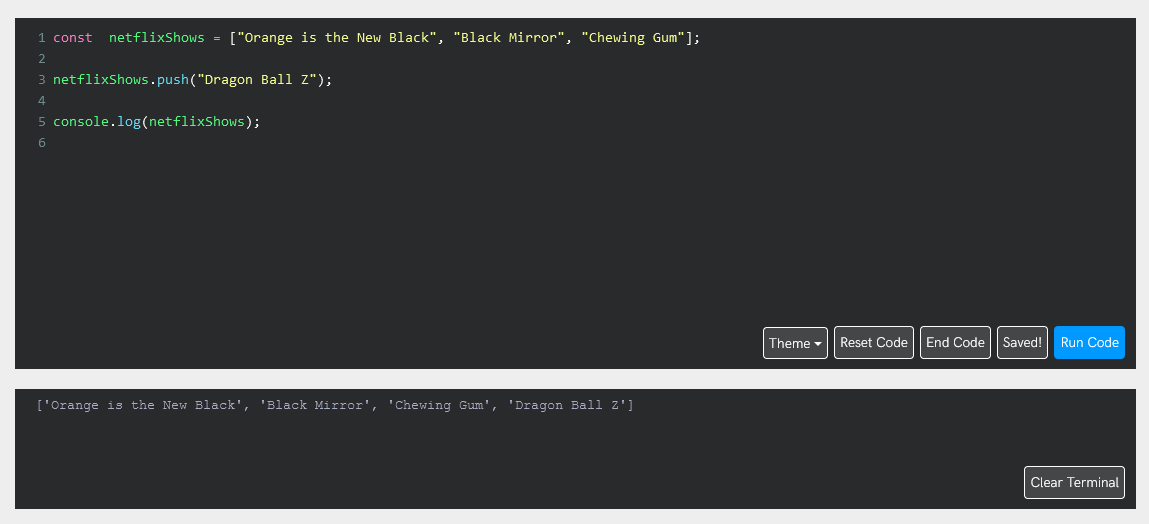 1 const  netflixShows = ["Orange is the New Black", "Black Mirror", "Chewing Gum"];
2
3 netflixShows.push("Dragon Ball Z");
4
5 console.log(netflixShows);
6
Theme Reset Code End Code Saved! Run Code
['Orange is the New Black', 'Black Mirror', 'Chewing Gum', 'Dragon Ball Z']
Clear Terminal